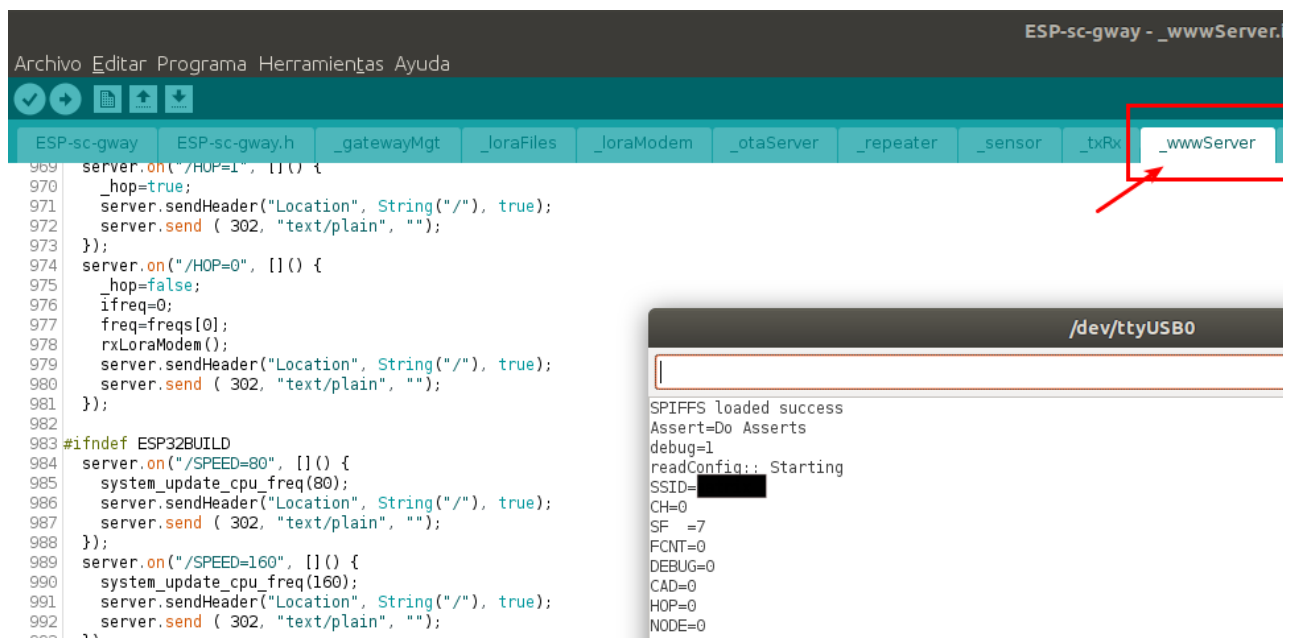 ESP-sc-gway - _wwwServer.i
Archivo Editar Programa Herramientas Ayuda
ESP-sc-gway ESP-sc-gway.h _gatewayMgt _loraFiles _loraModem _otaServer _repeater _sensor _txRx _wwwServer
969 server.on("/HOP=1", []() {
970 _hop=true;
971 server.sendHeader("Location", String("/"), true);
972 server.send ( 302, "text/plain", "");
973 });
974 server.on("/HOP=0", []() {
975 _hop=false;
976 ifreq=0;
977 freq=freqs[0];
978 rxLoraModem();
979 server.sendHeader("Location", String("/"), true);
980 server.send ( 302, "text/plain", "");
981 });
982
983 #ifndef ESP32BUILD
984 server.on("/SPEED=80", []() {
985 system_update_cpu_freq(80);
986 server.sendHeader("Location", String("/"), true);
987 server.send ( 302, "text/plain", "");
988 });
989 server.on("/SPEED=160", []() {
990 system_update_cpu_freq(160);
991 server.sendHeader("Location", String("/"), true);
992 server.send ( 302, "text/plain", "");
/dev/ttyUSB0
SPIFFS loaded success
Assert=Do Asserts
debug=1
readConfig:: Starting
SSID=
CH=0
SF =7
FCNT=0
DEBUG=0
CAD=0
HOP=0
NODE=0